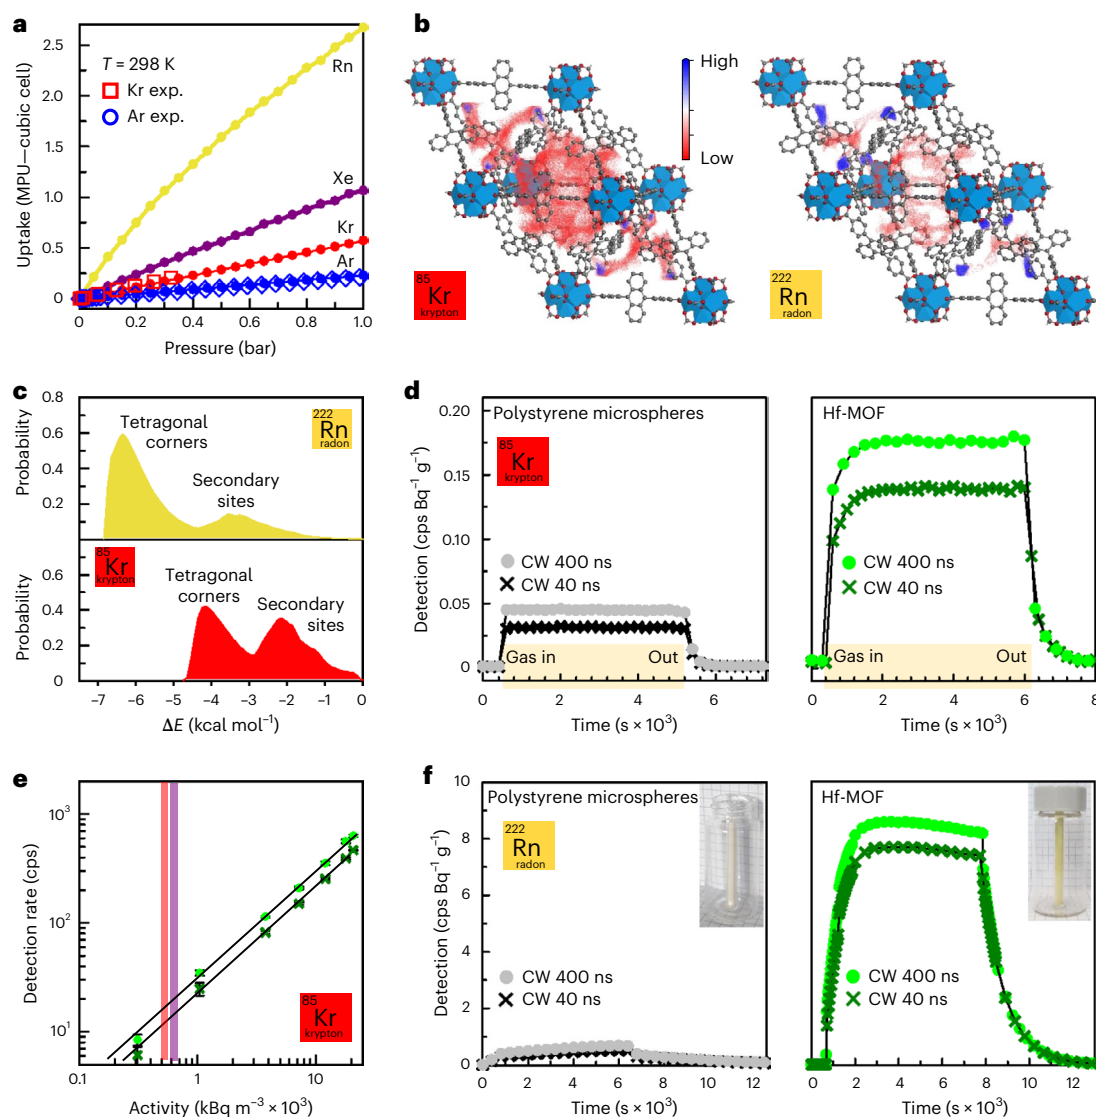 a
Uptake (MPU—cubic cell)
2.5
2.0
1.5
1.0
0.5
0
T = 298 K
Kr exp.
Ar exp.
Rn
Xe
Kr
Ar
0
0.2
0.4
0.6
0.8
1.0
Pressure (bar)
b
High
Low
85
Kr
krypton
222
Rn
radon
c
Probability
0.8
0.6
0.4
0.2
Tetragonal
corners
Secondary
sites
222
Rn
radon
Probability
0.6
0.4
0.2
0
85
Kr
krypton
Tetragonal
corners
Secondary
sites
−7
−6
−5
−4
−3
−2
−1
0
ΔE (kcal mol⁻¹)
d
Detection (cps Bq⁻¹ g⁻¹)
0.20
0.15
0.10
0.05
0
Polystyrene microspheres
85
Kr
krypton
CW 400 ns
CW 40 ns
Gas in
Out
0
2
4
6
Time (s × 10³)
Hf-MOF
CW 400 ns
CW 40 ns
Gas in
Out
0
2
4
6
8
Time (s × 10³)
e
Detection rate (cps)
10³
10²
10¹
85
Kr
krypton
0.1
1
10
Activity (kBq m⁻³ × 10³)
f
Detection (cps Bq⁻¹ g⁻¹)
10
8
6
4
2
0
Polystyrene microspheres
222
Rn
radon
CW 400 ns
CW 40 ns
0
2
4
6
8
10
12
Time (s × 10³)
Hf-MOF
CW 400 ns
CW 40 ns
0
2
4
6
8
10
12
Time (s × 10³)